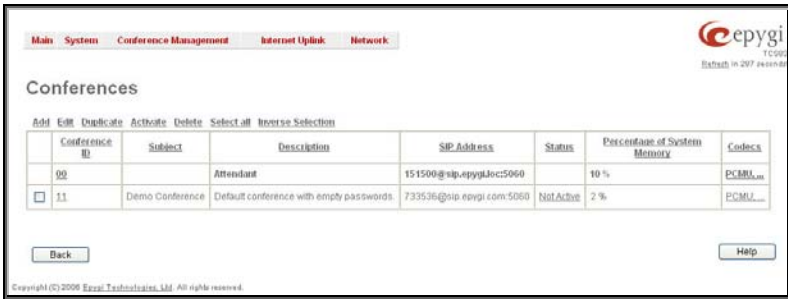 Main System Conference Management Internet Uplink Network
epygi
Refresh in 297 seconds
Conferences
Add Edit Duplicate Activate Delete Select all Inverse Selection
Conference ID Subject Description SIP Address Status Percentage of System Memory Codecs
00 Attendant 151500@sip.epygi.loc:5060 10 % PCMU, ...
11 Demo Conference Default conference with empty passwords. 733536@sip.epygi.com:5060 Not Active 2 % PCMU, ...
Back Help
Copyright (C) 2006 Epygi Technologies, Ltd. All rights reserved.